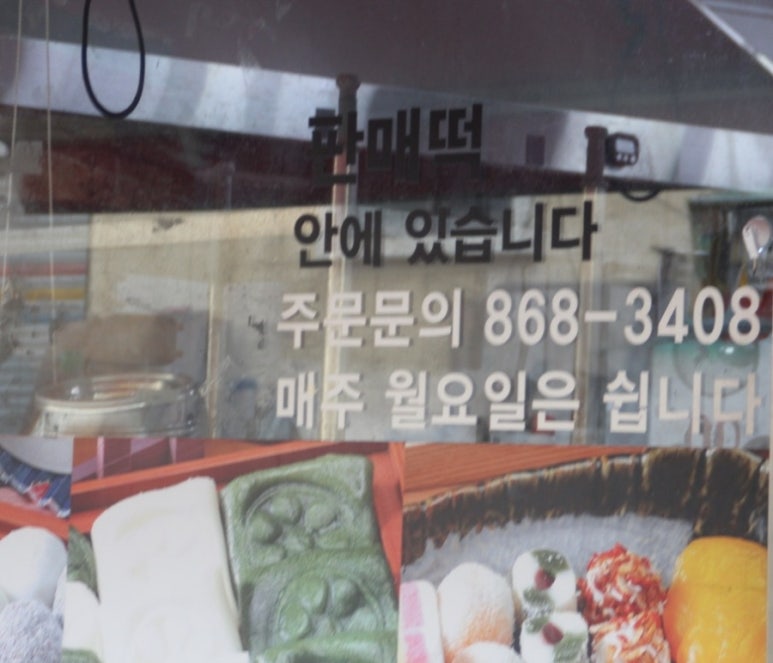 판매떡
안에 있습니다
주문문의 868-3408
매주 월요일은 쉽니다